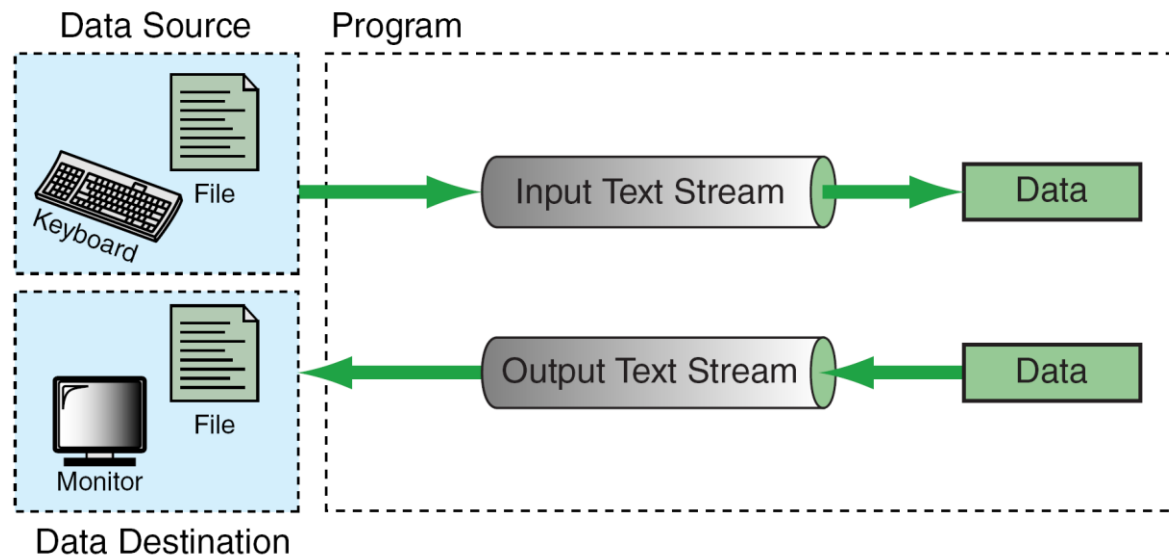 Data Source
Program
File
Keyboard
Input Text Stream
Data
File
Monitor
Output Text Stream
Data
Data Destination